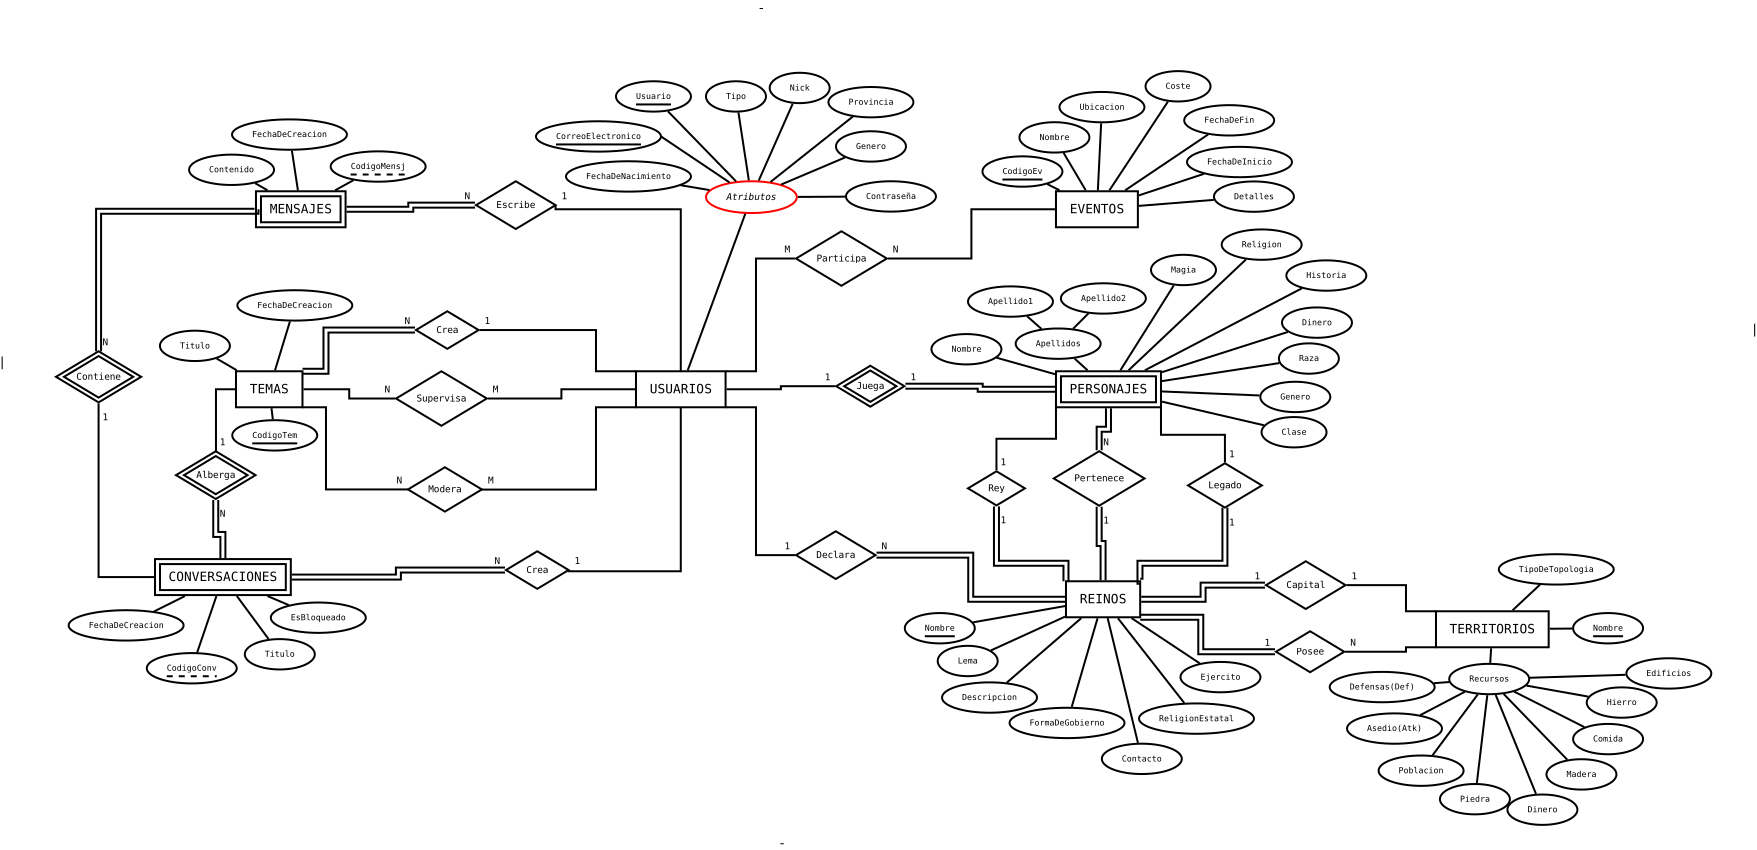 Coste
Nick
Usuario
Tipo
Provincia
Ubicacion
FechaDeFin
FechaDeCreacion
CorreoElectronico
Nombre
Genero
FechaDeInicio
Contenido
CodigoMensj
CodigoEv
FechaDeNacimiento
Atributos
Contraseña
Detalles
N
1
MENSAJES
Escribe
EVENTOS
Religion
M
N
Participa
Magia
Historia
Apellido1
Apellido2
FechaDeCreacion
N
1
Dinero
Crea
N
Titulo
Nombre
Apellidos
Raza
Contiene
1
1
Juega
TEMAS
N
M
USUARIOS
PERSONAJES
Supervisa
Genero
1
CodigoTem
Clase
1
N
1
1
Alberga
N
M
Pertenece
Modera
Rey
Legado
N
1
1
1
1
N
Declara
N
1
Crea
CONVERSACIONES
1
1
TipoDeTopologia
Capital
REINOS
EsBloqueado
FechaDeCreacion
Nombre
TERRITORIOS
Nombre
1
N
Posee
Titulo
Lema
CodigoConv
Ejercito
Recursos
Edificios
Defensas(Def)
Descripcion
Hierro
FormaDeGobierno
ReligionEstatal
Asedio(Atk)
Comida
Contacto
Poblacion
Madera
Piedra
Dinero